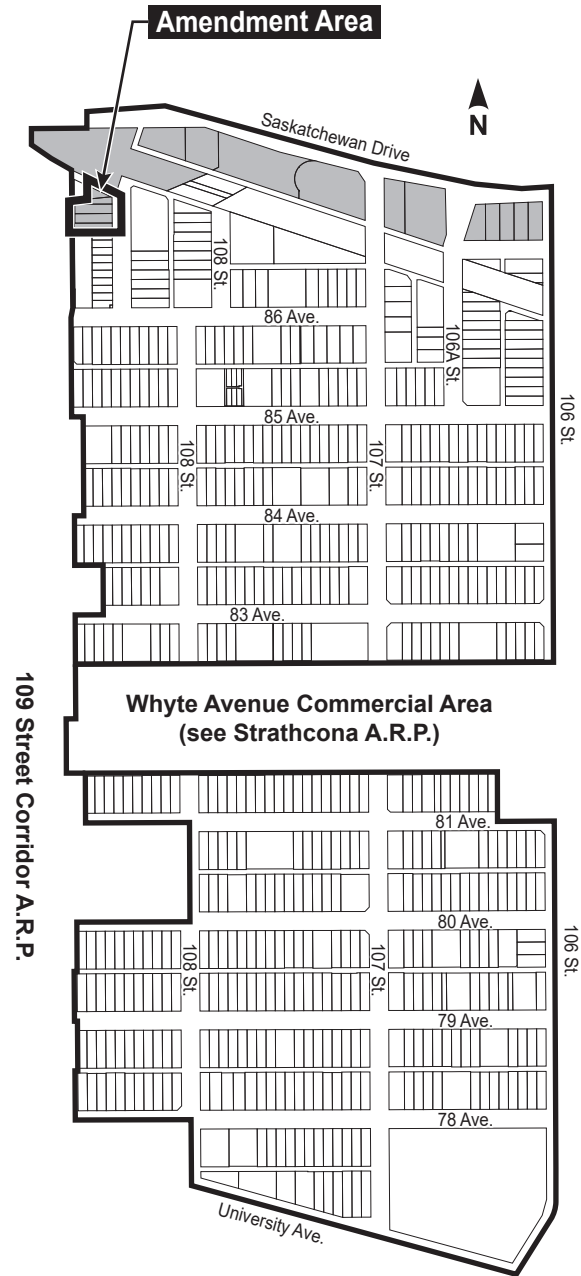 Amendment Area
N
Saskatchewan Drive
108 St.
86 Ave.
106A St.
106 St.
85 Ave.
108 St.
107 St.
84 Ave.
83 Ave.
109 Street Corridor A.R.P.
Whyte Avenue Commercial Area
(see Strathcona A.R.P.)
81 Ave.
80 Ave.
108 St.
107 St.
106 St.
79 Ave.
78 Ave.
University Ave.